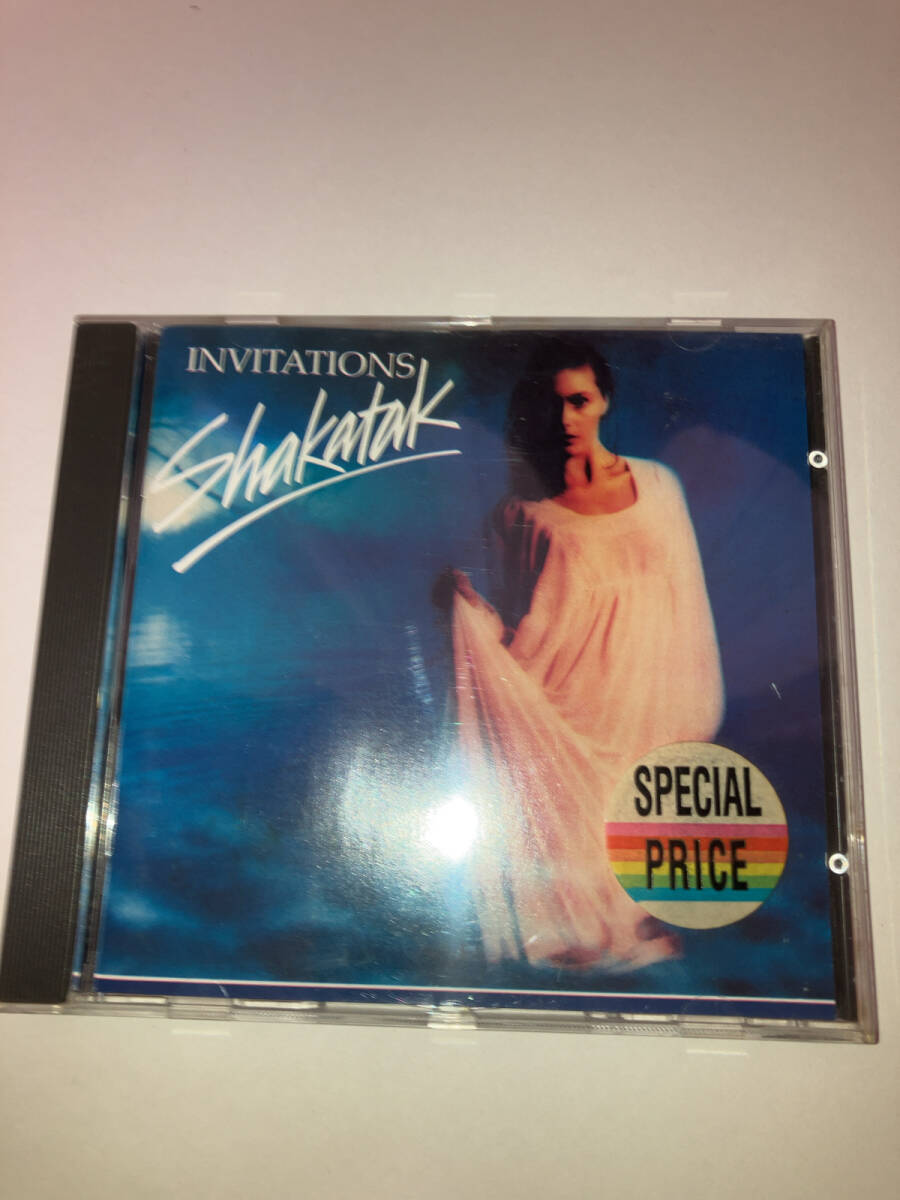 INVITATIONS
Shakatak
SPECIAL
PRICE